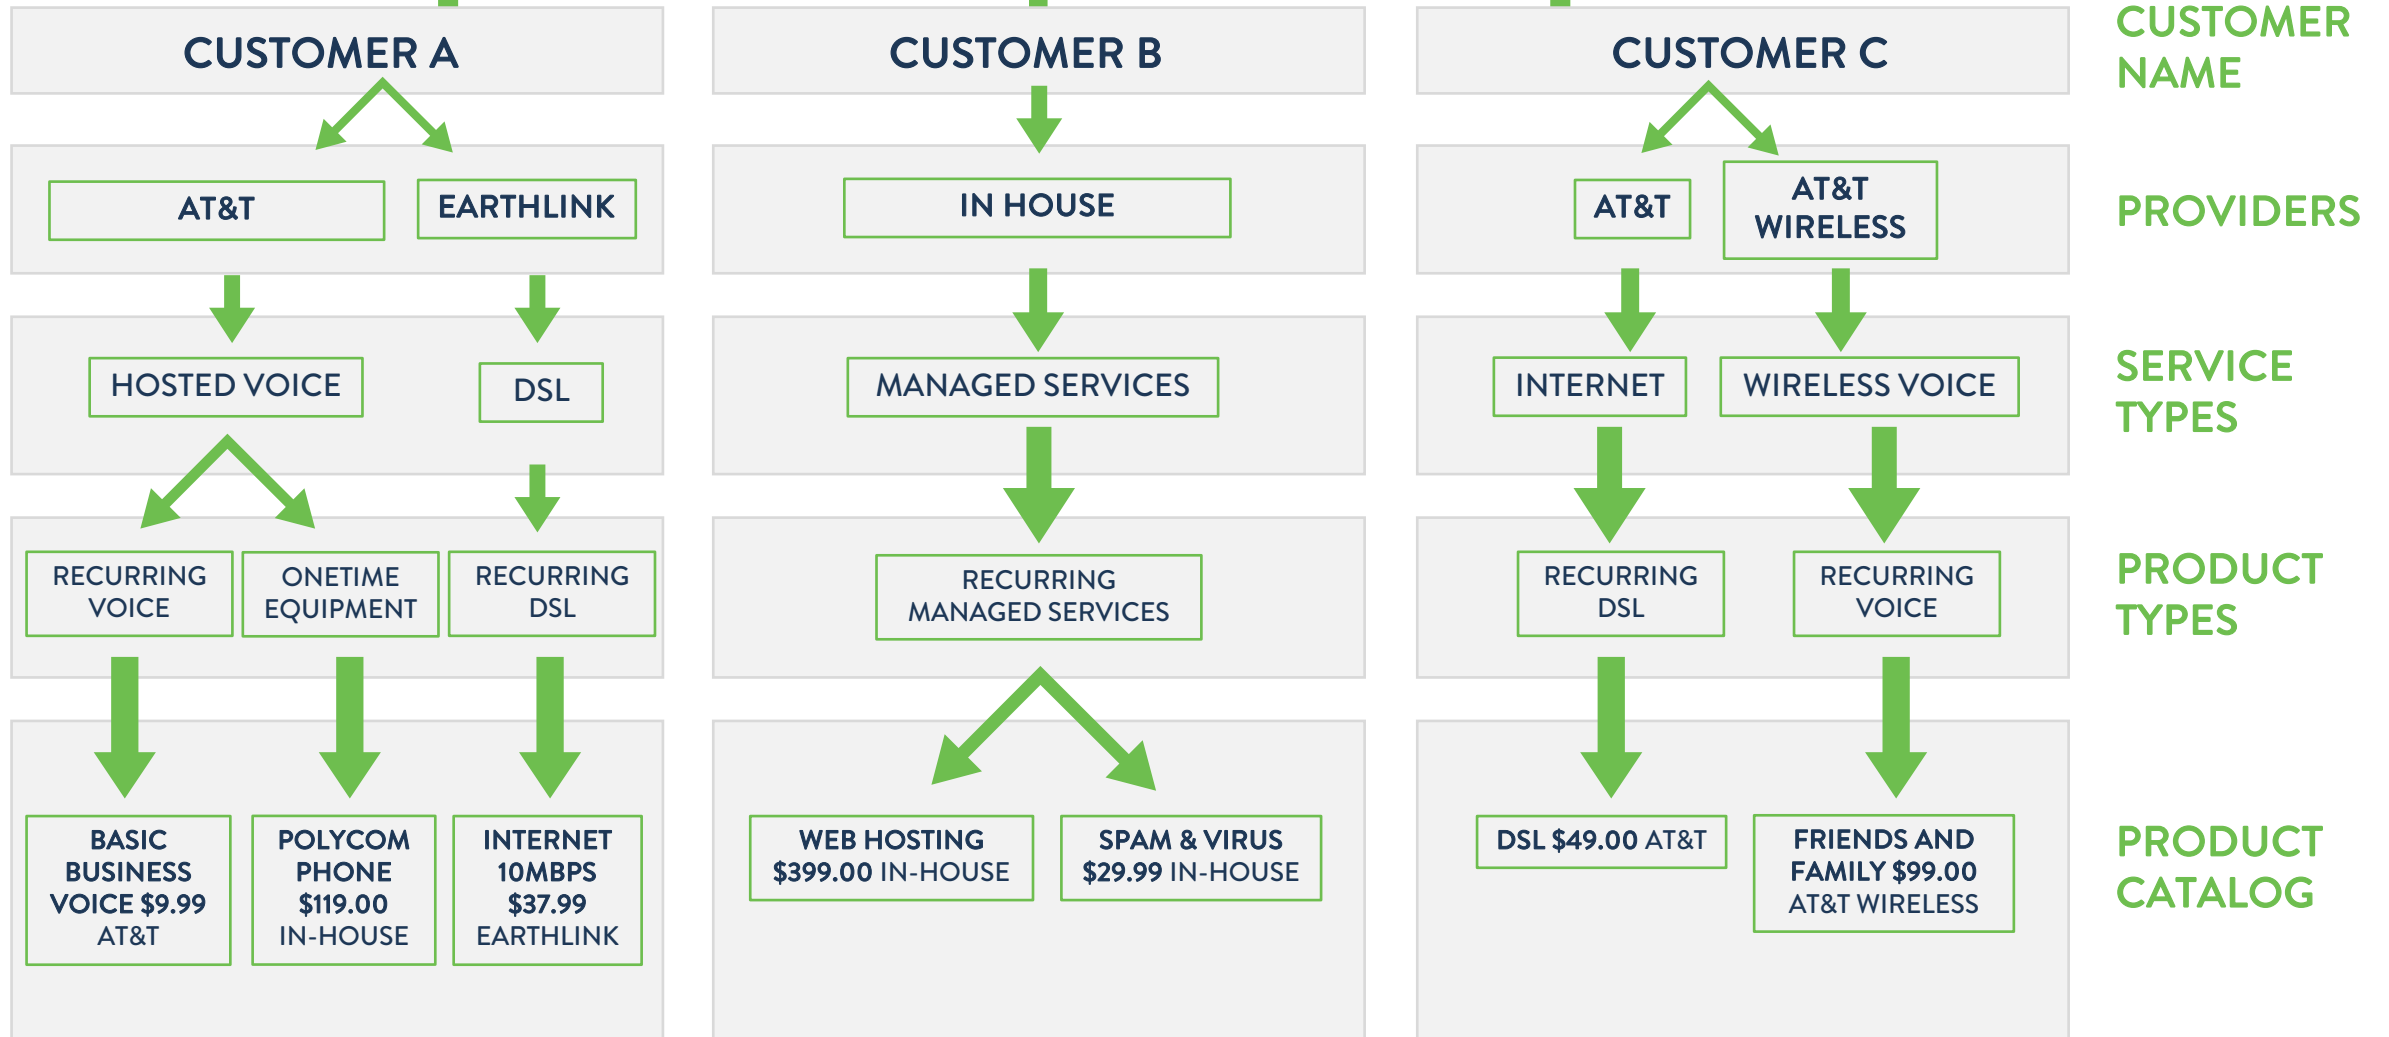 CUSTOMER A
CUSTOMER B
CUSTOMER C
CUSTOMER
NAME
AT&T
EARTHLINK
IN HOUSE
AT&T
AT&T
WIRELESS
PROVIDERS
HOSTED VOICE
DSL
MANAGED SERVICES
INTERNET
WIRELESS VOICE
SERVICE
TYPES
RECURRING
VOICE
ONETIME
EQUIPMENT
RECURRING
DSL
RECURRING
MANAGED SERVICES
RECURRING
DSL
RECURRING
VOICE
PRODUCT
TYPES
BASIC
BUSINESS
VOICE $9.99
AT&T
POLYCOM
PHONE
$119.00
IN-HOUSE
INTERNET
10MBPS
$37.99
EARTHLINK
WEB HOSTING
$399.00 IN-HOUSE
SPAM & VIRUS
$29.99 IN-HOUSE
DSL $49.00 AT&T
FRIENDS AND
FAMILY $99.00
AT&T WIRELESS
PRODUCT
CATALOG